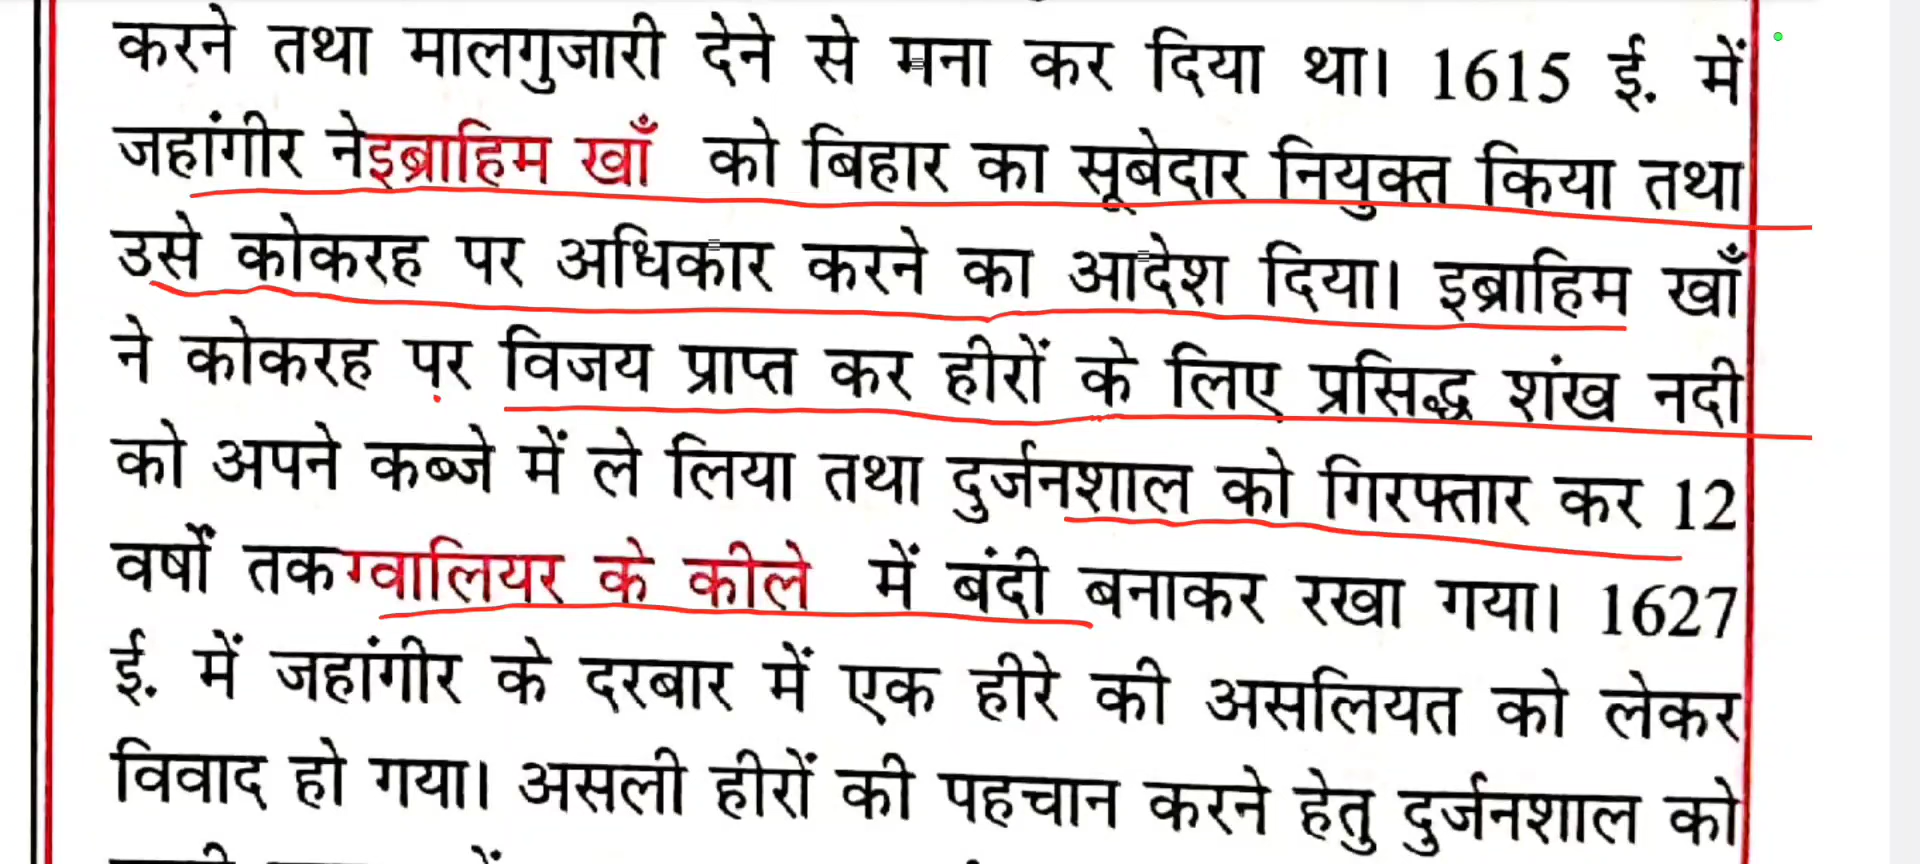 करने तथा मालगुजारी देने से मना कर दिया था। 1615 ई. में
जहांगीर नेइब्राहिम खाँ को बिहार का सूबेदार नियुक्त किया तथा
उसे कोकरह पर अधिकार करने का आदेश दिया। इब्राहिम खाँ
ने कोकरह पर विजय प्राप्त कर हीरों के लिए प्रसिद्ध शंख नदी
को अपने कब्जे में ले लिया तथा दुर्जनशाल को गिरफ्तार कर 12
वर्षों तकग्वालियर के कीले में बंदी बनाकर रखा गया। 1627
ई. में जहांगीर के दरबार में एक हीरे की असलियत को लेकर
विवाद हो गया। असली हीरों की पहचान करने हेतु दुर्जनशाल को